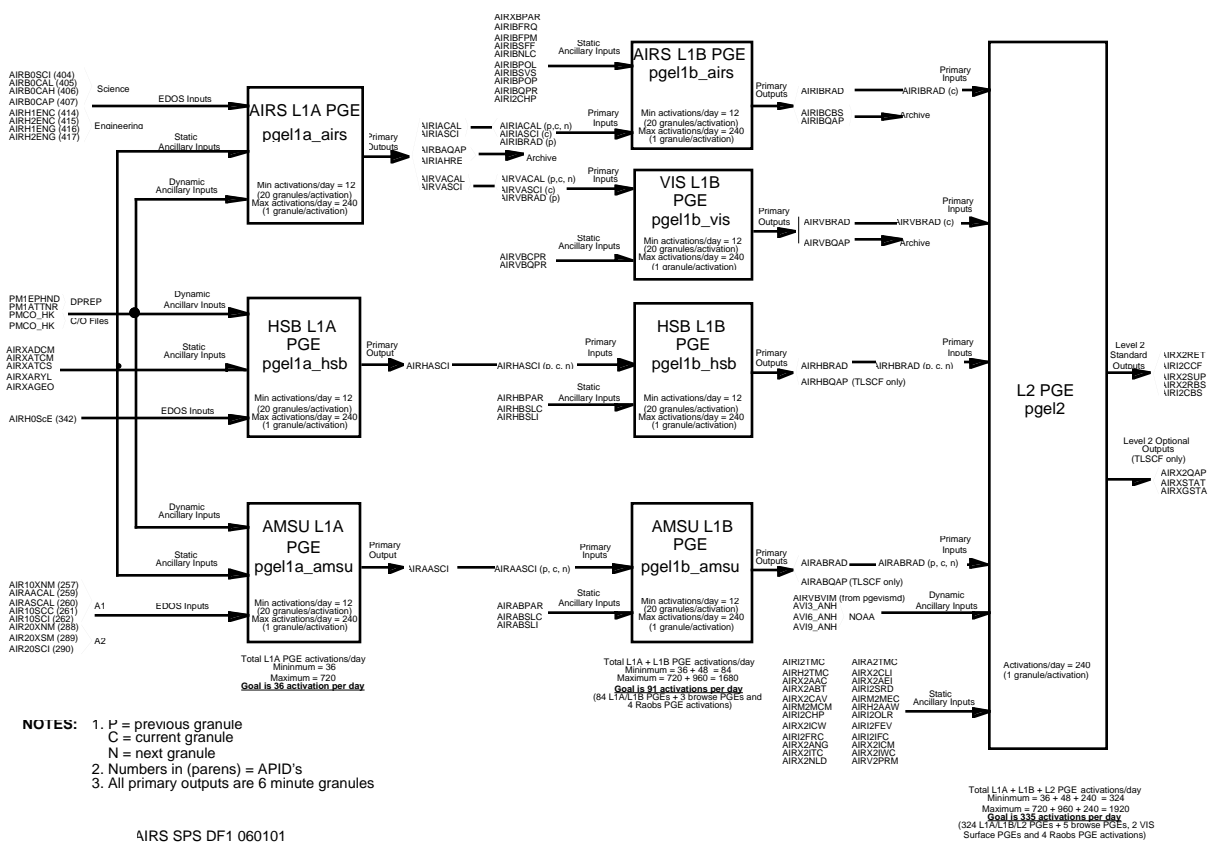 AIRXBPAR
AIRIBFRQ
AIRIBFPM
AIRIBSFF
AIRIBNLC
AIRIBPOL
AIRIBSVS
AIRIBPOP
AIRIBQPR
AIRI2CHP
Static
Ancillary Inputs
AIRS L1B PGE
pgel1b_airs
Min activations/day = 12
(20 granules/activation)
Max activations/day = 240
(1 granule/activation)
Primary
Outputs
AIRIBRAD
AIRIBCBS
AIRIBQAP
Archive
Primary
Inputs
AIRIBRAD (c)
AIRB0SCI (404)
AIRB0CAL (405)
AIRB0CAH (406)
AIRB0CAP (407)
AIRH1ENC (414)
AIRH2ENC (415)
AIRH1ENG (416)
AIRH2ENG (417)
Science
Engineering
EDOS Inputs
Static
Ancillary Inputs
Dynamic
Ancillary Inputs
AIRS L1A PGE
pgel1a_airs
Min activations/day = 12
(20 granules/activation)
Max activations/day = 240
(1 granule/activation)
Primary
Outputs
AIRIACAL
AIRIASCI
AIRBAQAP
AIRIAHRE
AIRVACAL
AIRVASCI
AIRIACAL (p,c, n)
AIRIASCI (c)
AIRIBRAD (p)
Archive
AIRVACAL (p,c, n)
AIRVASCI (c)
AIRVBRAD (p)
Primary
Inputs
Primary
Inputs
Static
Ancillary Inputs
AIRVBCPR
AIRVBQPR
VIS L1B
PGE
pgel1b_vis
Min activations/day = 12
(20 granules/activation)
Max activations/day = 240
(1 granule/activation)
Primary
Outputs
AIRVBRAD
AIRVBQAP
Primary
Inputs
AIRVBRAD (c)
Archive
PM1EPHND
PM1ATTNR
PMCO_HK
PMCO_HK
DPREP
C/O Files
AIRXADCM
AIRXATCM
AIRXATCS
AIRXARYL
AIRXAGEO
AIRH0ScE (342)
Dynamic
Ancillary Inputs
Static
Ancillary Inputs
EDOS Inputs
HSB L1A
PGE
pgel1a_hsb
Min activations/day = 12
(20 granules/activation)
Max activations/day = 240
(1 granule/activation)
Primary
Output
AIRHASCI
AIRHASCI (p, c, n)
Primary
Inputs
Static
Ancillary Inputs
AIRHBPAR
AIRHBSLC
AIRHBSLI
HSB L1B
PGE
pgel1b_hsb
Min activations/day = 12
(20 granules/activation)
Max activations/day = 240
(1 granule/activation)
Primary
Outputs
AIRHBRAD
AIRHBQAP (TLSCF only)
Primary
Inputs
AIRHBRAD (p, c, n)
L2 PGE
pgel2
Activations/day = 240
(1 granule/activation)
Level 2
Standard
Outputs
AIRX2RET
AIRI2CCF
AIRX2SUP
AIRX2RBS
AIRI2CBS
Level 2 Optional
Outputs
(TLSCF only)
AIRX2QAP
AIRXSTAT
AIRXGSTA
Dynamic
Ancillary Inputs
Static
Ancillary Inputs
EDOS Inputs
AIR10XNM (257)
AIRAACAL (259)
AIRASCAL (260)
AIR10SCC (261)
AIR10SCI (262)
AIR20XNM (288)
AIR20XSM (289)
AIR20SCI (290)
A1
A2
AMSU L1A
PGE
pgel1a_amsu
Min activations/day = 12
(20 granules/activation)
Max activations/day = 240
(1 granule/activation)
Primary
Output
AIRAASCI
AIRAASCI (p, c, n)
Primary
Inputs
Static
Ancillary Inputs
AIRABPAR
AIRABSLC
AIRABSLI
AMSU L1B
PGE
pgel1b_amsu
Min activations/day = 12
(20 granules/activation)
Max activations/day = 240
(1 granule/activation)
Primary
Outputs
AIRABRAD
AIRABQAP (TLSCF only)
Primary
Inputs
AIRABRAD (p, c, n)
AIRVBVIM (from pgevismd)
AVI3_ANH
AVI6_ANH NOAA
AVI9_ANH
Dynamic
Ancillary Inputs
Total L1A PGE activations/day
Mininmum = 36
Maximum = 720
Goal is 36 activation per day
Total L1A + L1B PGE activations/day
Mininmum = 36 + 48 = 84
Maximum = 720 + 960 = 1680
Goal is 91 activations per day
(84 L1A/L1B PGEs + 3 browse PGEs and
4 Raobs PGE activations)
AIRI2TMC AIRA2TMC
AIRH2TMC AIRX2CLI
AIRX2AAC AIRX2AEI
AIRX2ABT AIRI2SRD
AIRX2CAV AIRM2MEC
AIRM2MCM AIRH2AAW
AIRI2CHP AIRI2OLR
AIRX2ICW AIRI2FEV
AIRI2FRC AIRI2IFC
AIRX2ANG AIRX2ICM
AIRX2ITC AIRX2IWC
AIRX2NLD AIRV2PRM
Static
Ancillary Inputs
NOTES: 1. P = previous granule
C = current granule
N = next granule
2. Numbers in (parens) = APID's
3. All primary outputs are 6 minute granules
AIRS SPS DF1 060101
Total L1A + L1B + L2 PGE activations/day
Mininmum = 36 + 48 + 240 = 324
Maximum = 720 + 960 + 240 = 1920
Goal is 335 activations per day
(324 L1A/L1B/L2 PGEs + 5 browse PGEs, 2 VIS
Surface PGEs and 4 Raobs PGE activations)